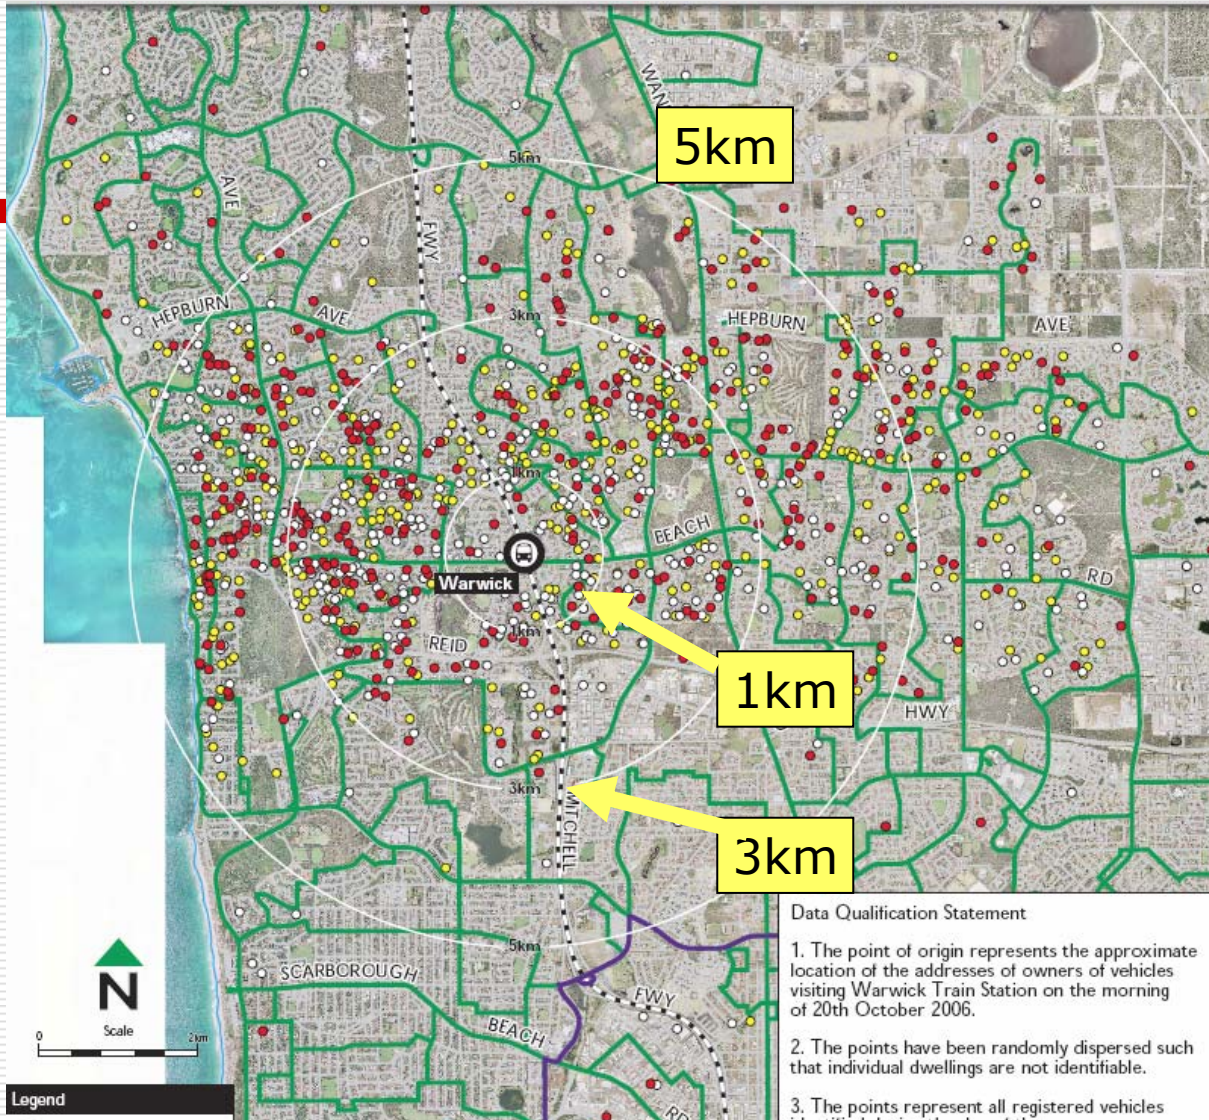 WAN
5km
5km
AVE
FWY
HEPBURN
AVE
3km
HEPBURN
AVE
1km
BEACH
Warwick
RD
REID
1km
1km
HWY
3km
MITCHELL
3km
5km
N
Scale
0
2km
SCARBOROUGH
BEACH
FWY
RD
Legend
Data Qualification Statement
1. The point of origin represents the approximate
location of the addresses of owners of vehicles
visiting Warwick Train Station on the morning
of 20th October 2006.
2. The points have been randomly dispersed such
that individual dwellings are not identifiable.
3. The points represent all registered vehicles